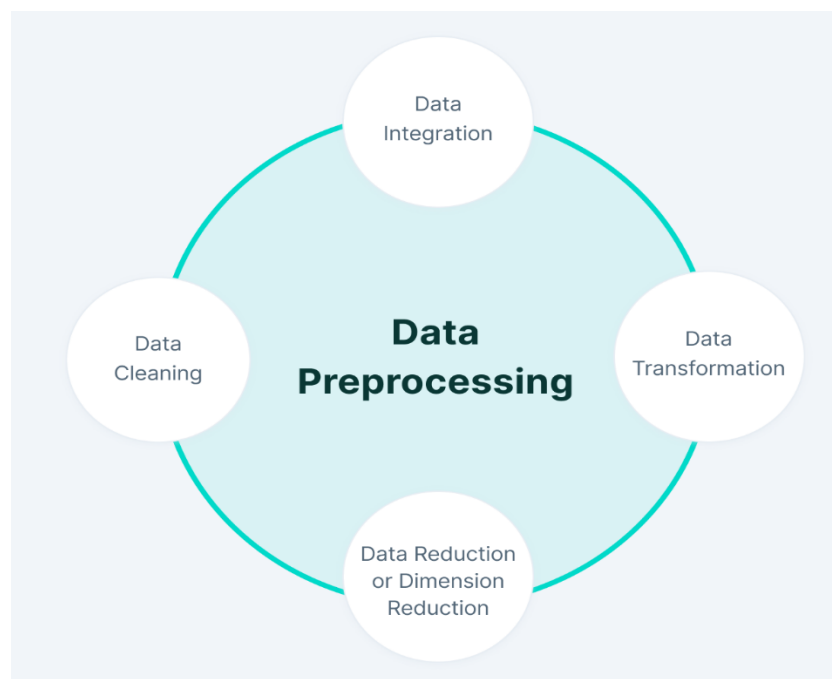 Data
Integration
Data
Cleaning
Data
Preprocessing
Data
Transformation
Data Reduction
or Dimension
Reduction